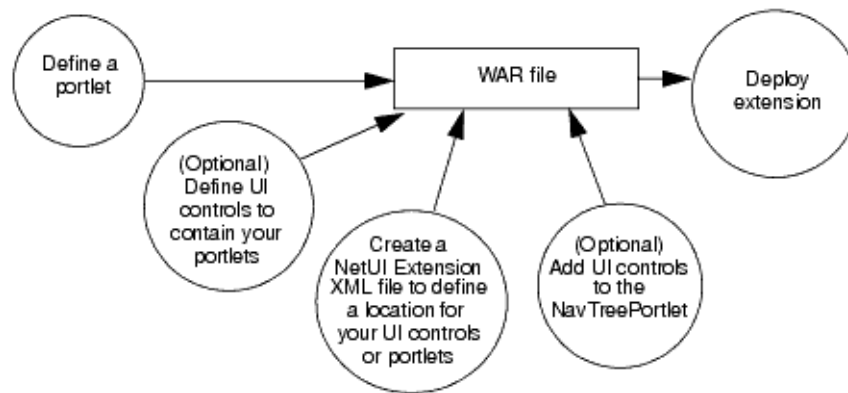 Define a
portlet
WAR file
Deploy
extension
(Optional)
Define UI
controls to
contain your
portlets
Create a
NetUI Extension
XML file to define
a location for
your UI controls
or portlets
(Optional)
Add UI controls
to the
NavTreePortlet